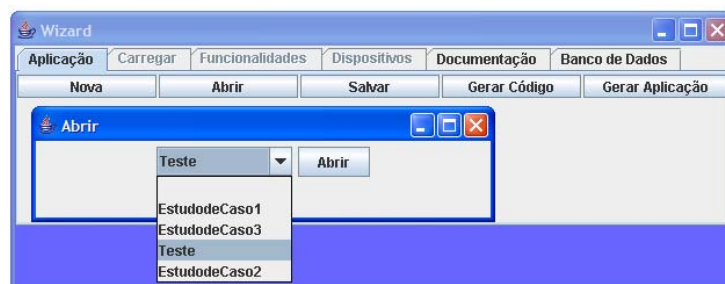 Wizard
Aplicação Carregar Funcionalidades Dispositivos Documentação Banco de Dados
Nova Abrir Salvar Gerar Código Gerar Aplicação
Abrir
Teste Abrir
EstudodeCaso1
EstudodeCaso3
Teste
EstudodeCaso2